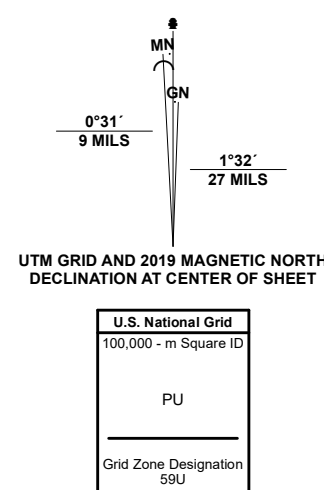 MN
GN
0°31´
9 MILS
1°32´
27 MILS
UTM GRID AND 2019 MAGNETIC NORTH
DECLINATION AT CENTER OF SHEET
U.S. National Grid
100,000 - m Square ID
PU
Grid Zone Designation
59U